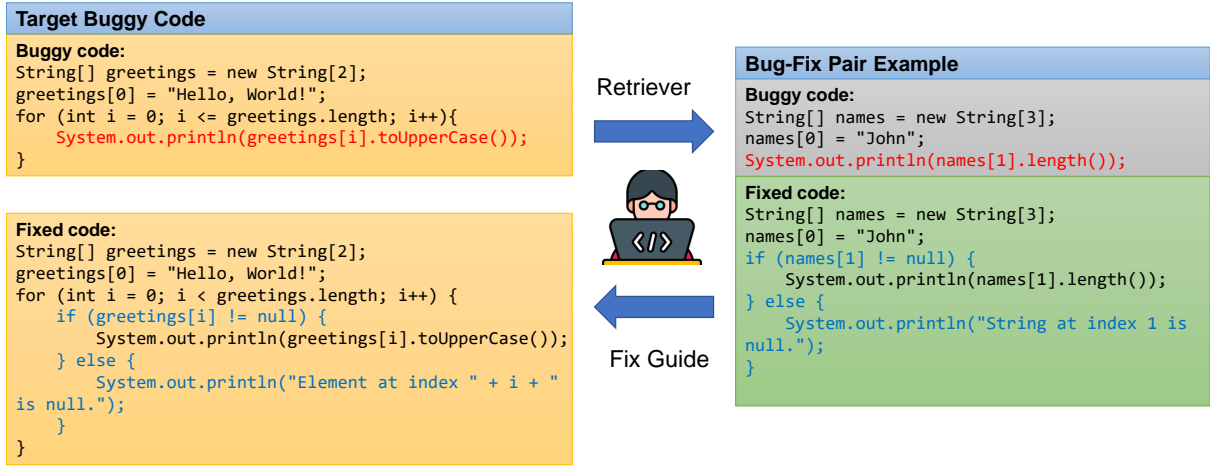 Target Buggy Code
Buggy code:
String[] greetings = new String[2];
greetings[0] = "Hello, World!";
for (int i = 0; i <= greetings.length; i++){
    System.out.println(greetings[i].toUpperCase());
}
Fixed code:
String[] greetings = new String[2];
greetings[0] = "Hello, World!";
for (int i = 0; i < greetings.length; i++) {
    if (greetings[i] != null) {
        System.out.println(greetings[i].toUpperCase());
    } else {
        System.out.println("Element at index " + i + "
is null.");
    }
}
Retriever
</>
Fix Guide
Bug-Fix Pair Example
Buggy code:
String[] names = new String[3];
names[0] = "John";
System.out.println(names[1].length());
Fixed code:
String[] names = new String[3];
names[0] = "John";
if (names[1] != null) {
    System.out.println(names[1].length());
} else {
    System.out.println("String at index 1 is
null.");
}